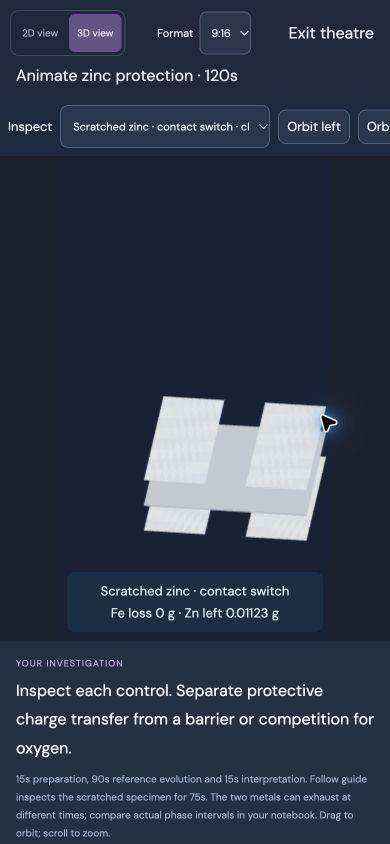 2D view 3D view Format 9:16 Exit theatre
Animate zinc protection · 120s
Inspect Scratched zinc · contact switch · cl Orbit left Orb
Scratched zinc · contact switch
Fe loss 0 g · Zn left 0.01123 g
YOUR INVESTIGATION
Inspect each control. Separate protective
charge transfer from a barrier or competition for
oxygen.
15s preparation, 90s reference evolution and 15s interpretation. Follow guide
inspects the scratched specimen for 75s. The two metals can exhaust at
different times; compare actual phase intervals in your notebook. Drag to
orbit; scroll to zoom.